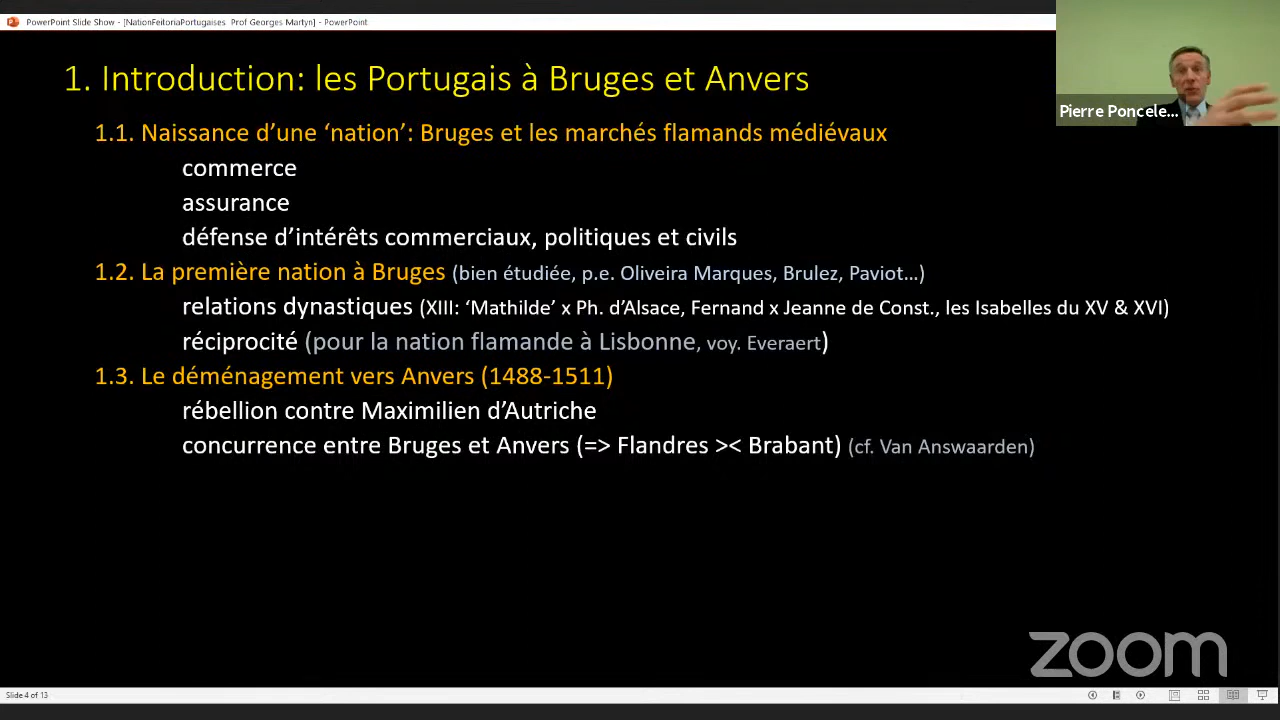 PowerPoint Slide Show - [NationFeitoriaPortugaises Prof Georges Martyn] - PowerPoint
1. Introduction: les Portugais à Bruges et Anvers
Pierre Poncele...
1.1. Naissance d’une ‘nation’: Bruges et les marchés flamands médiévaux
commerce
assurance
défense d’intérêts commerciaux, politiques et civils
1.2. La première nation à Bruges (bien étudiée, p.e. Oliveira Marques, Brulez, Paviot…)
relations dynastiques (XIII: ‘Mathilde’ x Ph. d’Alsace, Fernand x Jeanne de Const., les Isabelles du XV & XVI)
réciprocité (pour la nation flamande à Lisbonne, voy. Everaert)
1.3. Le déménagement vers Anvers (1488-1511)
rébellion contre Maximilien d’Autriche
concurrence entre Bruges et Anvers (=> Flandres >< Brabant) (cf. Van Answaarden)
zoom
Slide 4 of 13